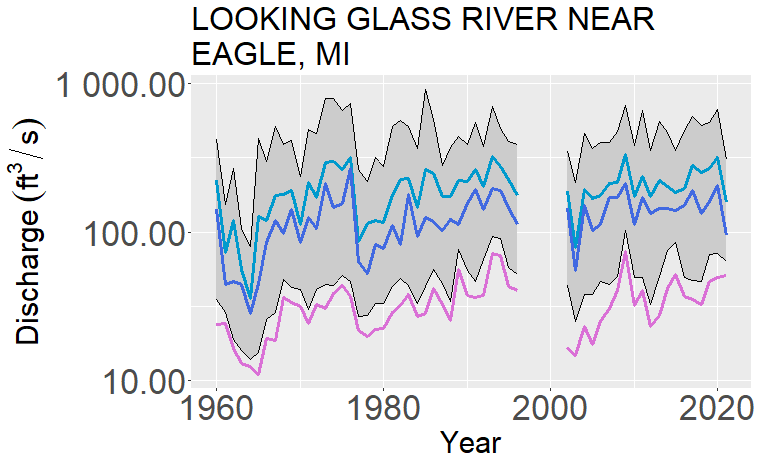 LOOKING GLASS RIVER NEAR
EAGLE, MI
Discharge (ft³/s)
1 000.00
100.00
10.00
1960
1980
2000
2020
Year